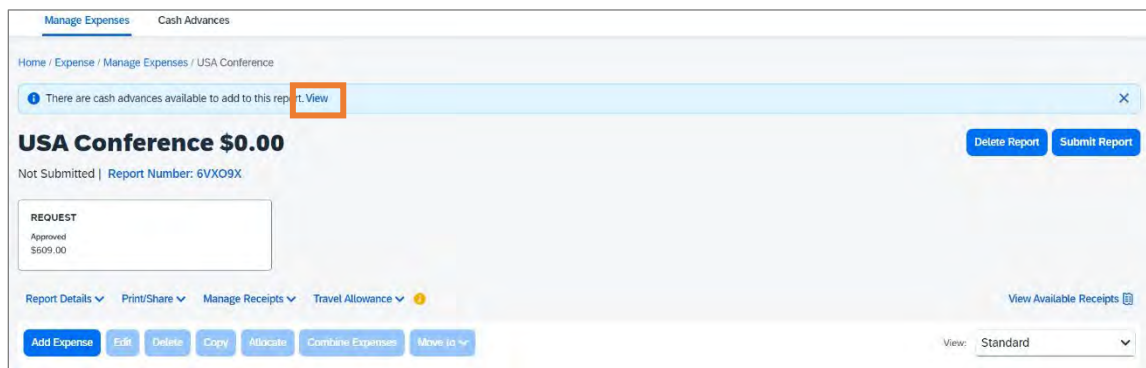 Manage Expenses Cash Advances
Home / Expense / Manage Expenses / USA Conference
There are cash advances available to add to this report. View
USA Conference $0.00
Delete Report Submit Report
Not Submitted | Report Number: 6VXO9X
REQUEST
Approved
$609.00
Report Details Print/Share Manage Receipts Travel Allowance
View Available Receipts
Add Expense Edit Delete Copy Allocate Combine Expenses Move to
View: Standard